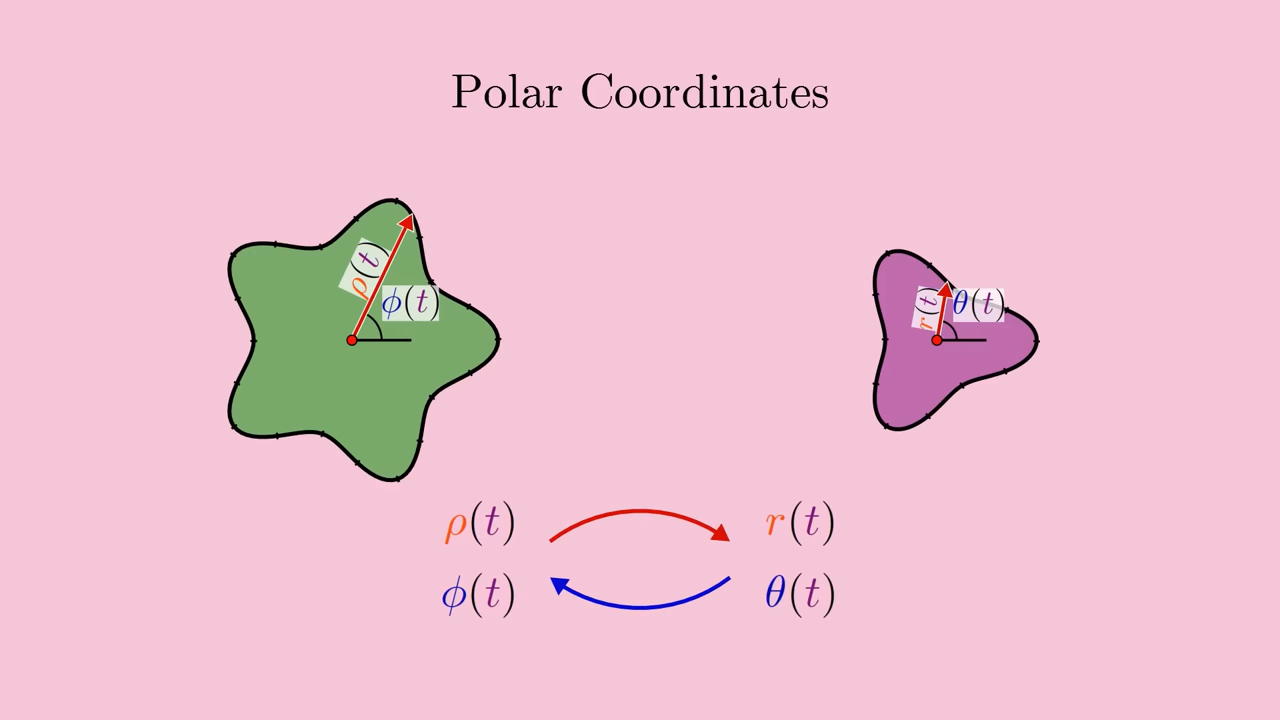 Polar Coordinates
ρ(t)
ϕ(t)
r(t)
θ(t)
ρ(t) r(t)
ϕ(t) θ(t)